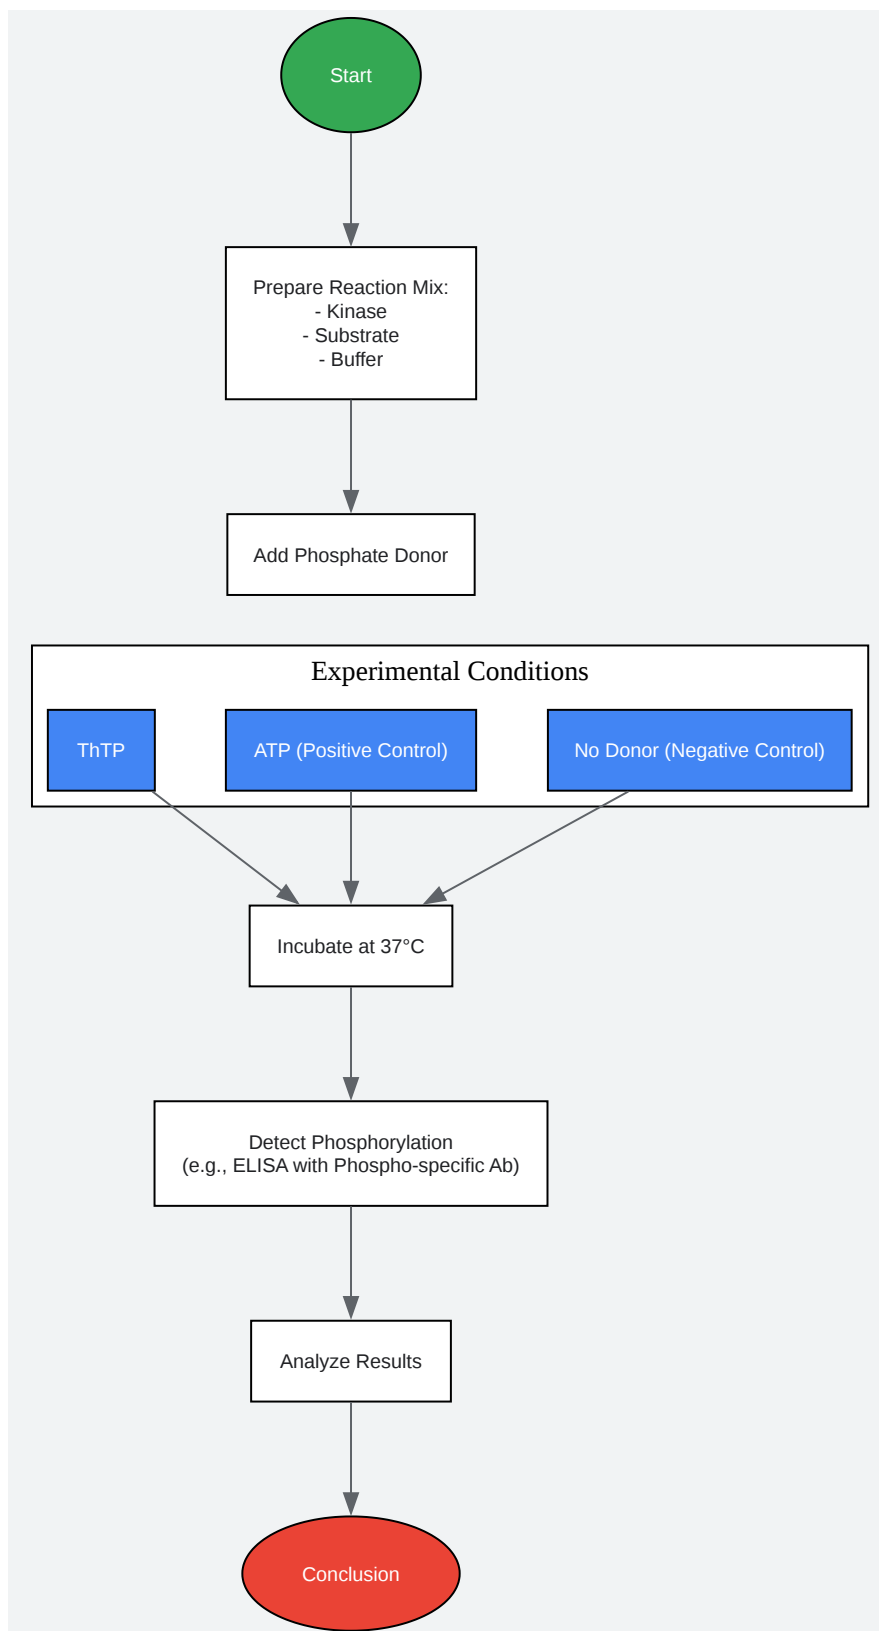 Start
Prepare Reaction Mix:
- Kinase
- Substrate
- Buffer
Add Phosphate Donor
Experimental Conditions
ThTP
ATP (Positive Control)
No Donor (Negative Control)
Incubate at 37°C
Detect Phosphorylation
(e.g., ELISA with Phospho-specific Ab)
Analyze Results
Conclusion